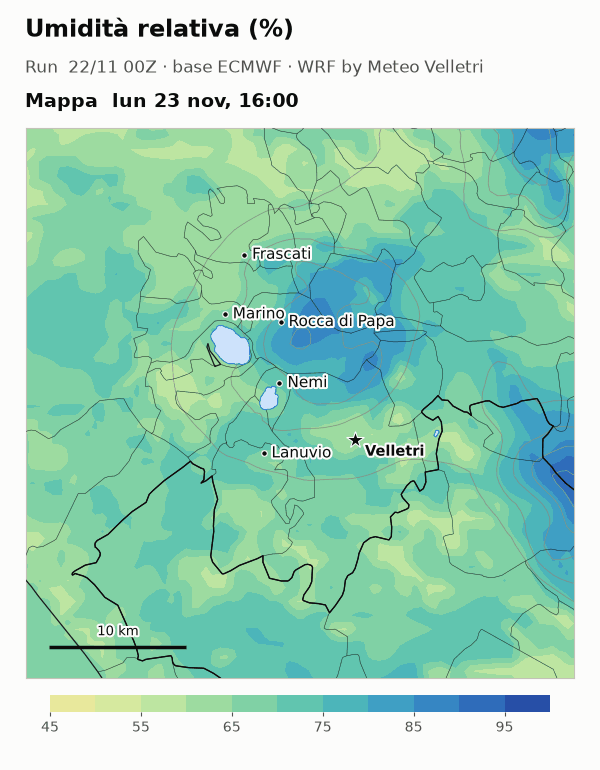 Umidità relativa (%)
Run  22/11 00Z · base ECMWF · WRF by Meteo Velletri
Mappa  lun 23 nov, 16:00
Frascati
Marino
Rocca di Papa
Nemi
Velletri
Lanuvio
10 km
45 55 65 75 85 95